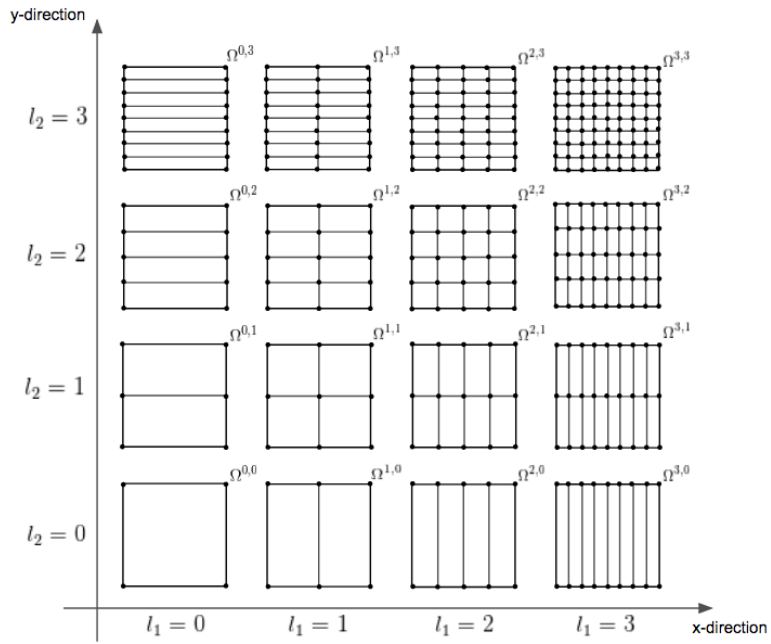 y-direction
Ω^{0,3} Ω^{1,3} Ω^{2,3} Ω^{3,3}
l_2 = 3
Ω^{0,2} Ω^{1,2} Ω^{2,2} Ω^{3,2}
l_2 = 2
Ω^{0,1} Ω^{1,1} Ω^{2,1} Ω^{3,1}
l_2 = 1
Ω^{0,0} Ω^{1,0} Ω^{2,0} Ω^{3,0}
l_2 = 0
l_1 = 0 l_1 = 1 l_1 = 2 l_1 = 3
x-direction